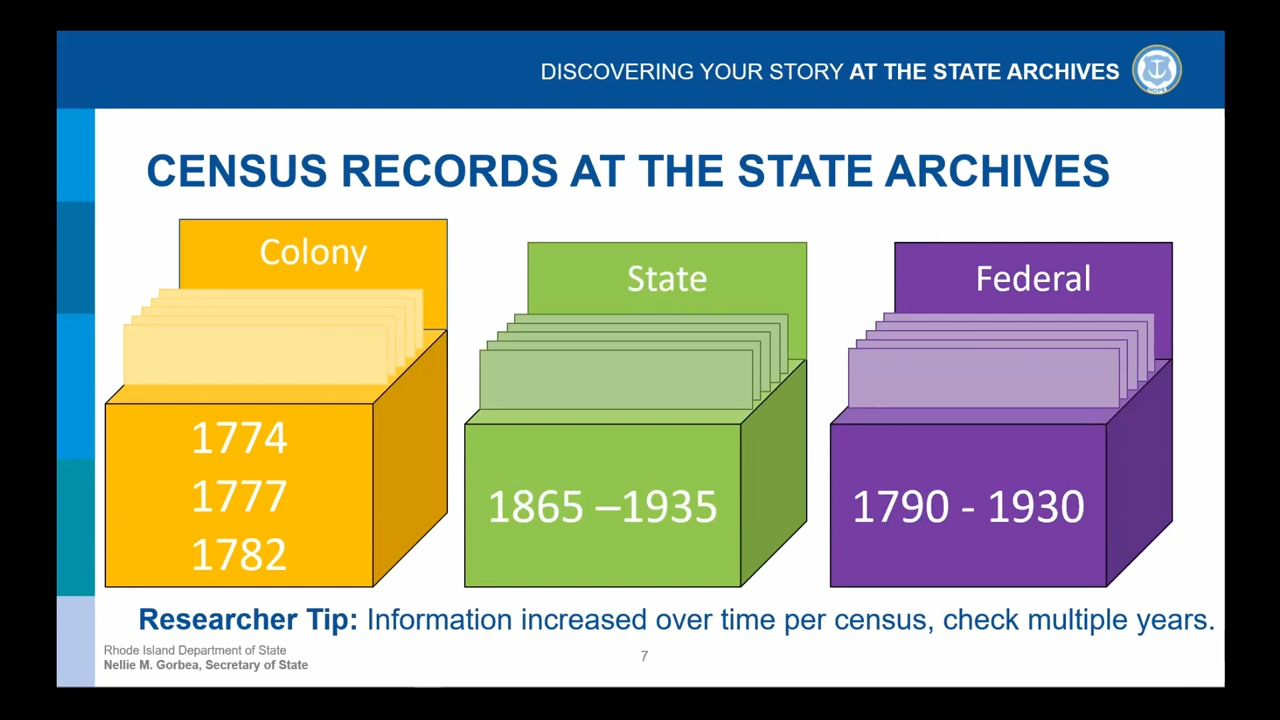 DISCOVERING YOUR STORY AT THE STATE ARCHIVES
HOPE
CENSUS RECORDS AT THE STATE ARCHIVES
Colony
1774
1777
1782
State
1865 –1935
Federal
1790 - 1930
Researcher Tip: Information increased over time per census, check multiple years.
Rhode Island Department of State
Nellie M. Gorbea, Secretary of State
7